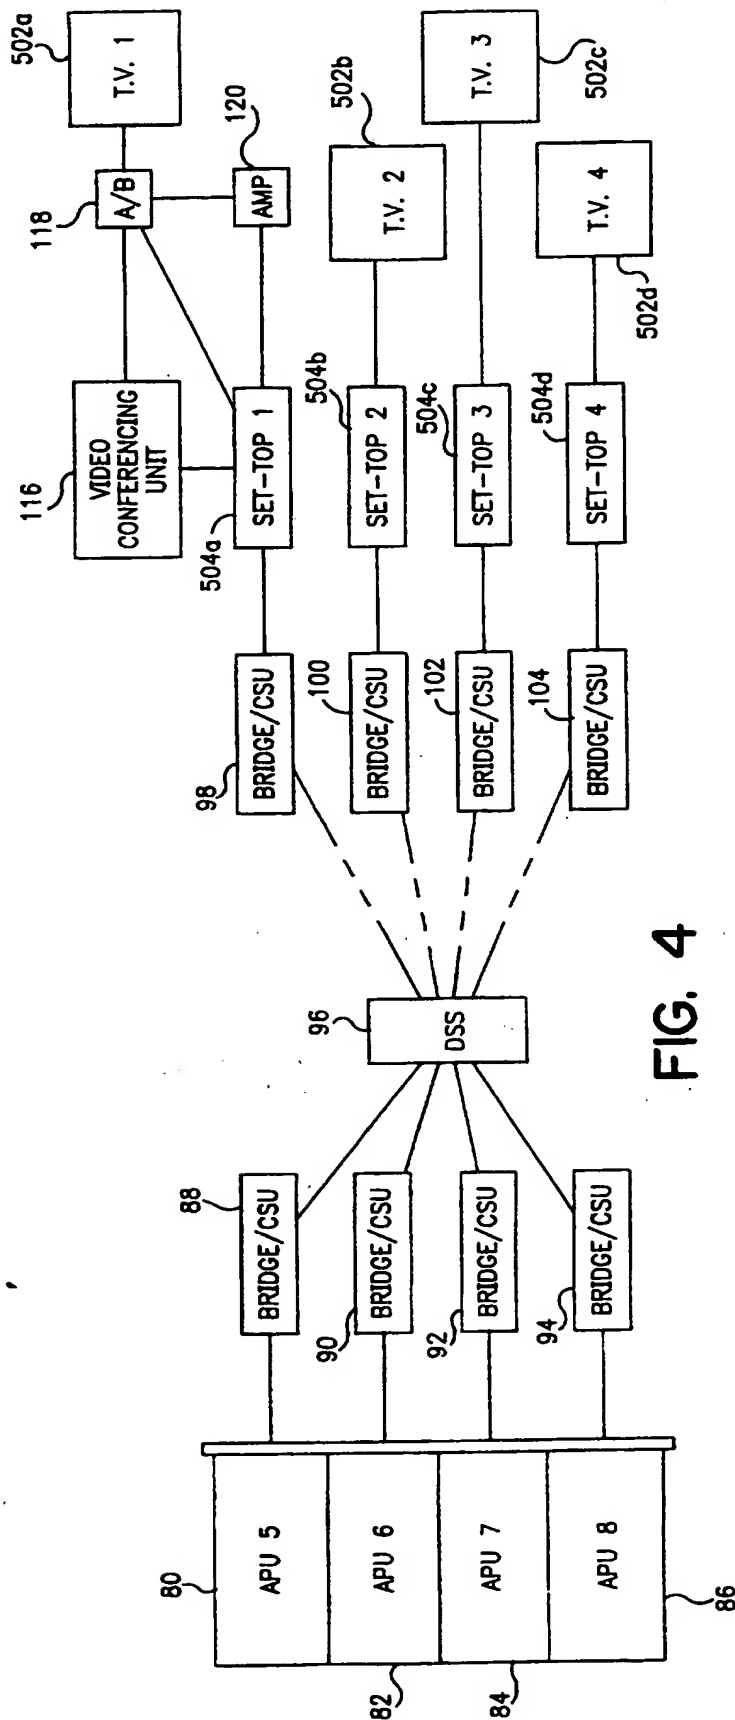 80
APU 5
APU 6
82
APU 7
84
APU 8
86
88
BRIDGE/CSU
90
BRIDGE/CSU
92
BRIDGE/CSU
94
BRIDGE/CSU
96
DSS
98
BRIDGE/CSU
100
BRIDGE/CSU
102
BRIDGE/CSU
104
BRIDGE/CSU
116
VIDEO
CONFERENCING
UNIT
504a
SET-TOP 1
504b
SET-TOP 2
504c
SET-TOP 3
504d
SET-TOP 4
118
A/B
120
AMP
502a
T.V. 1
502b
T.V. 2
T.V. 3
502c
T.V. 4
502d
FIG. 4